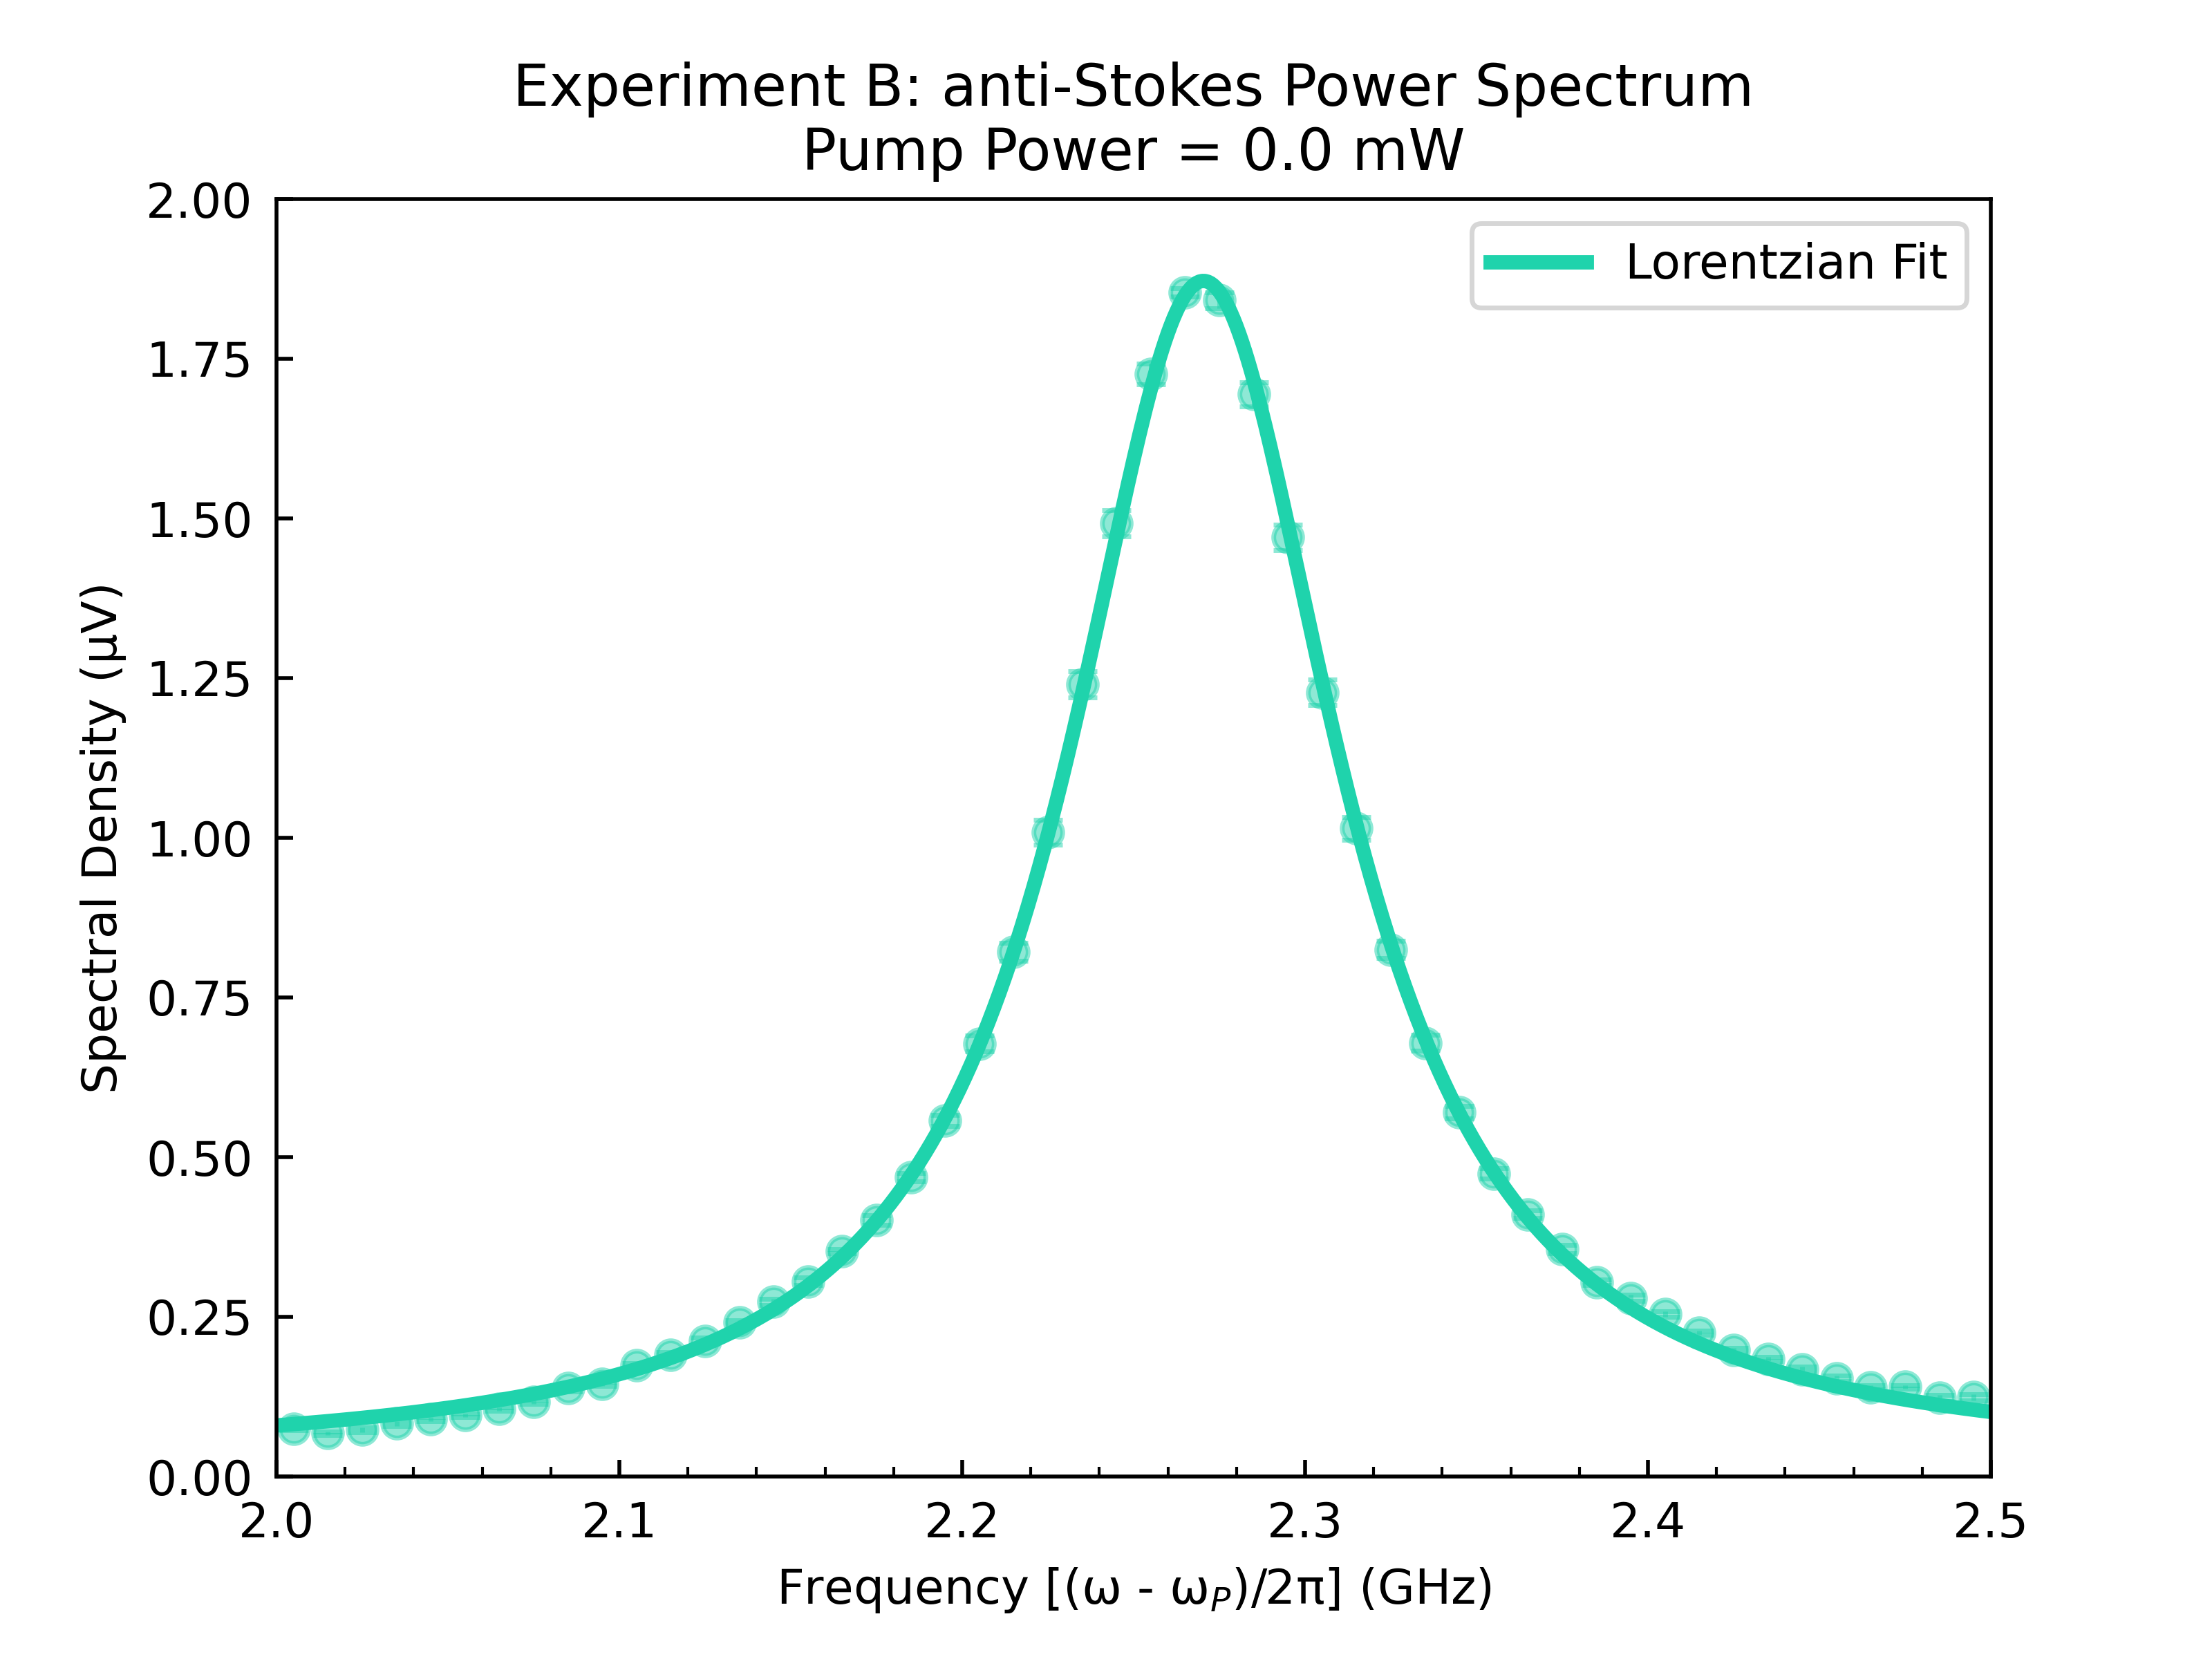 Experiment B: anti-Stokes Power Spectrum
Pump Power = 0.0 mW
Lorentzian Fit
Spectral Density (μV)
2.00
1.75
1.50
1.25
1.00
0.75
0.50
0.25
0.00
2.0 2.1 2.2 2.3 2.4 2.5
Frequency [(ω - ωP)/2π] (GHz)